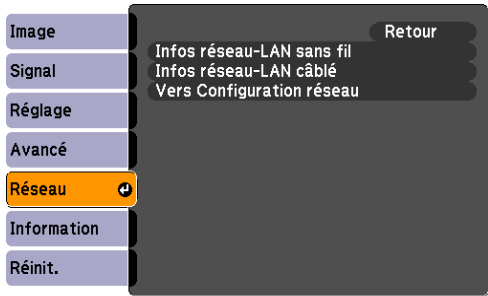 Image
Signal
Réglage
Avancé
Réseau
Information
Réinit.
Retour
Infos réseau-LAN sans fil
Infos réseau-LAN câblé
Vers Configuration réseau